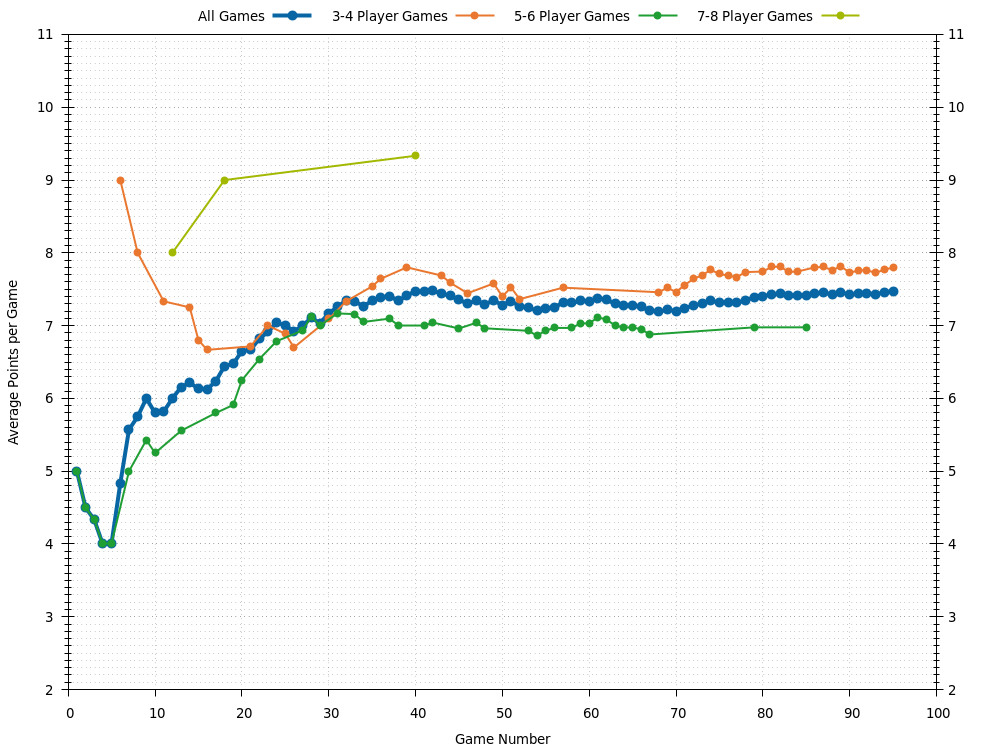 All Games 3-4 Player Games 5-6 Player Games 7-8 Player Games
11 11
10 10
9 9
8 8
7 7
6 6
5 5
4 4
3 3
2 2
Average Points per Game
0 10 20 30 40 50 60 70 80 90 100
Game Number